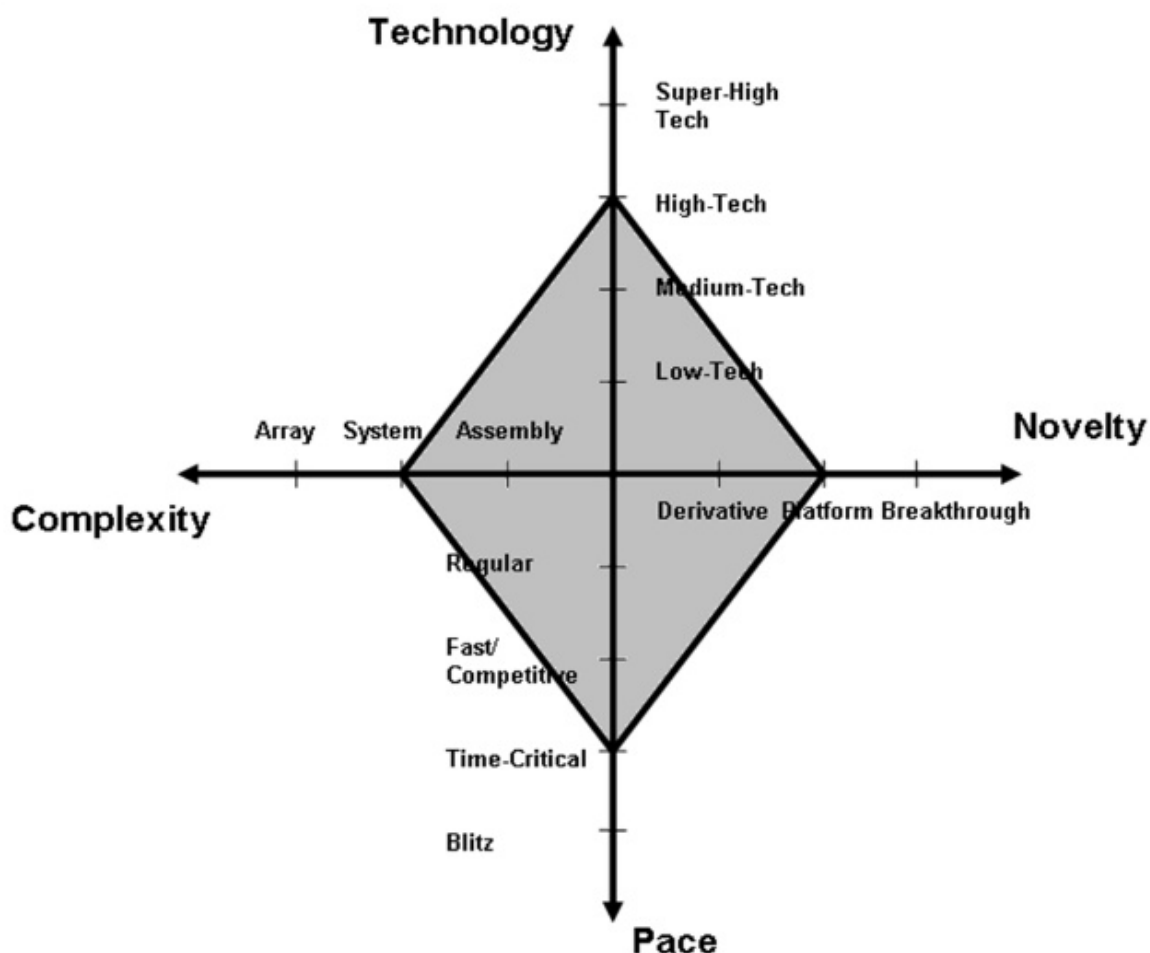 Technology
Super-High
Tech
High-Tech
Medium-Tech
Low-Tech
Array System Assembly
Novelty
Complexity
Derivative Platform Breakthrough
Regular
Fast/
Competitive
Time-Critical
Blitz
Pace